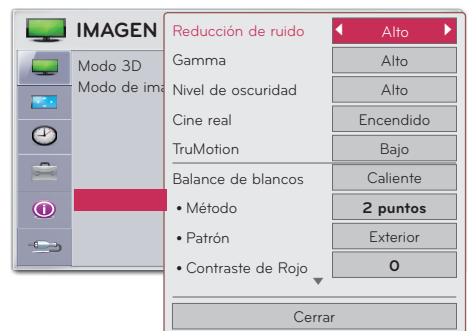 IMAGEN
Modo 3D
Modo de ima
Reducción de ruido Alto
Gamma Alto
Nivel de oscuridad Alto
Cine real Encendido
TruMotion Bajo
Balance de blancos Caliente
• Método 2 puntos
• Patrón Exterior
• Contraste de Rojo 0
Cerrar